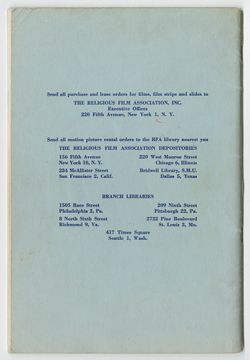 Send all purchase and lease orders for films, film strips and slides to
THE RELIGIOUS FILM ASSOCIATION, INC.
Executive Offices
220 Fifth Avenue, New York 1, N. Y.
Send all motion picture rental orders to the RFA library nearest you
THE RELIGIOUS FILM ASSOCIATION DEPOSITORIES
156 Fifth Avenue
New York 10, N. Y.
234 McAllister Street
San Francisco 2, Calif.
220 West Monroe Street
Chicago 6, Illinois
Bridwell Library, S.M.U.
Dallas 5, Texas
BRANCH LIBRARIES
1505 Race Street
Philadelphia 2, Pa.
8 North Sixth Street
Richmond 9, Va.
209 Ninth Street
Pittsburgh 22, Pa.
2732 Pine Boulevard
St. Louis 3, Mo.
417 Times Square
Seattle 1, Wash.